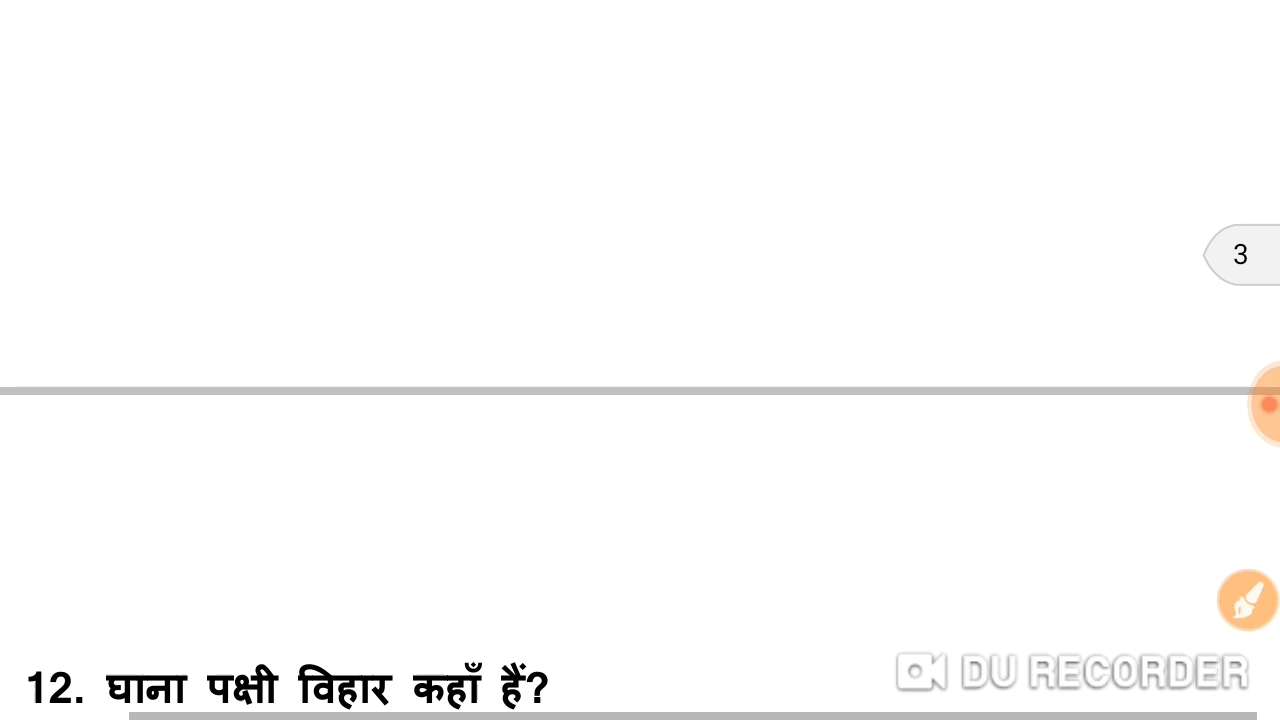 3
12. घाना पक्षी विहार कहाँ हैं?
DU RECORDER